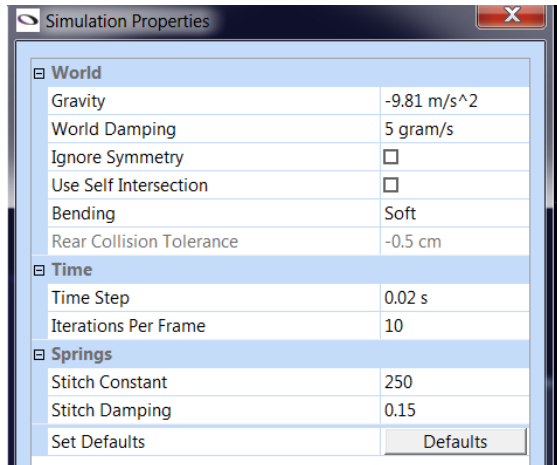 Simulation Properties
World
Gravity -9.81 m/s^2
World Damping 5 gram/s
Ignore Symmetry
Use Self Intersection
Bending Soft
Rear Collision Tolerance -0.5 cm
Time
Time Step 0.02 s
Iterations Per Frame 10
Springs
Stitch Constant 250
Stitch Damping 0.15
Set Defaults Defaults